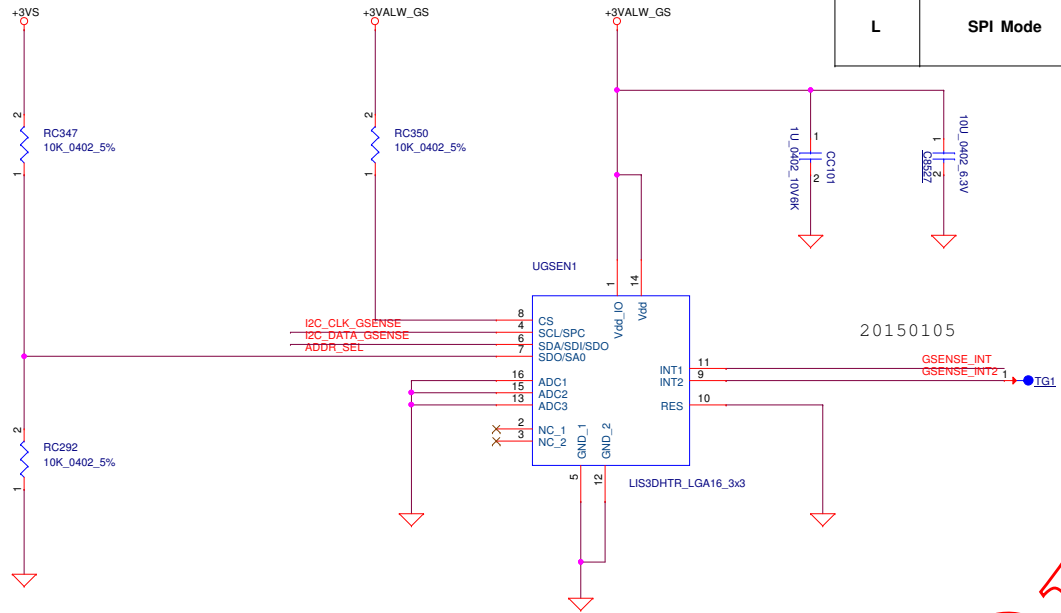 +3VS
+3VALW_GS
+3VALW_GS
L SPI Mode
2
RC347
10K_0402_5%
1
2
RC350
10K_0402_5%
1
1U_0402_10V6K
1
CC101
2
10U_0402_6.3V
1
C8527
2
UGSEN1
1
Vdd_IO
14
Vdd
I2C_CLK_GSENSE
I2C_DATA_GSENSE
ADDR_SEL
8 CS
4 SCL/SPC
6 SDA/SDI/SDO
7 SDO/SA0
16 ADC1
15 ADC2
13 ADC3
2 NC_1
3 NC_2
5
GND_1
12
GND_2
INT1 11
INT2 9
RES 10
20150105
GSENSE_INT
GSENSE_INT2
1
TG1
LIS3DHTR_LGA16_3x3
2
RC292
10K_0402_5%
1